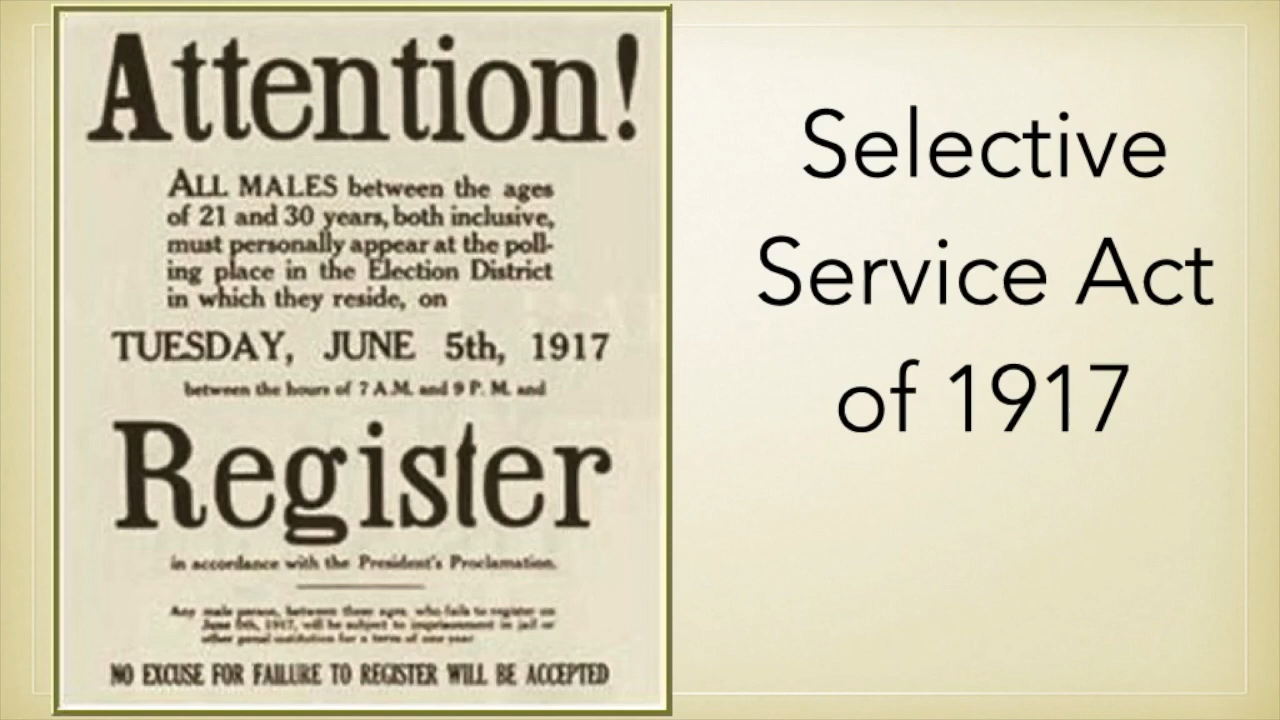 Attention!
ALL MALES between the ages
of 21 and 30 years, both inclusive,
must personally appear at the poll-
ing place in the Election District
in which they reside, on
TUESDAY, JUNE 5th, 1917
between the hours of 7 A.M. and 9 P. M. and
Register
in accordance with the President's Proclamation.
Any male person, between these ages, who fails to register on
June 5th, 1917, will be subject to imprisonment in jail or
other penal institution for a term of one year
NO EXCUSE FOR FAILURE TO REGISTER WILL BE ACCEPTED
Selective
Service Act
of 1917